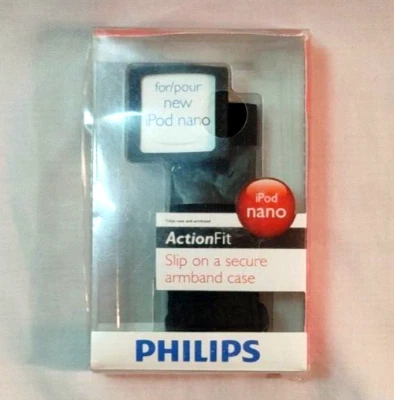 for/pour
new
iPod nano
iPod
nano
ActionFit
Slip on a secure
armband case
PHILIPS